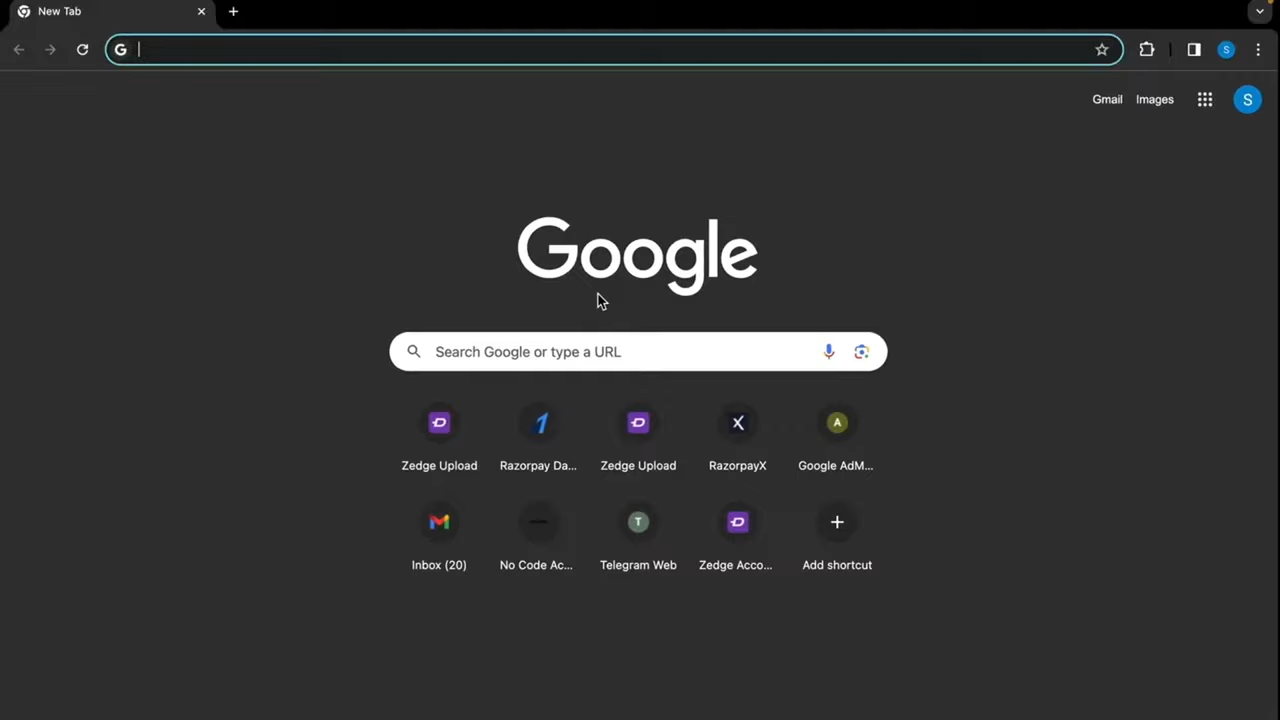 New Tab
S
Gmail Images
S
Google
Search Google or type a URL
A
Zedge Upload
Razorpay Da...
Zedge Upload
RazorpayX
Google AdM...
T
Inbox (20)
No Code Ac...
Telegram Web
Zedge Acco...
Add shortcut